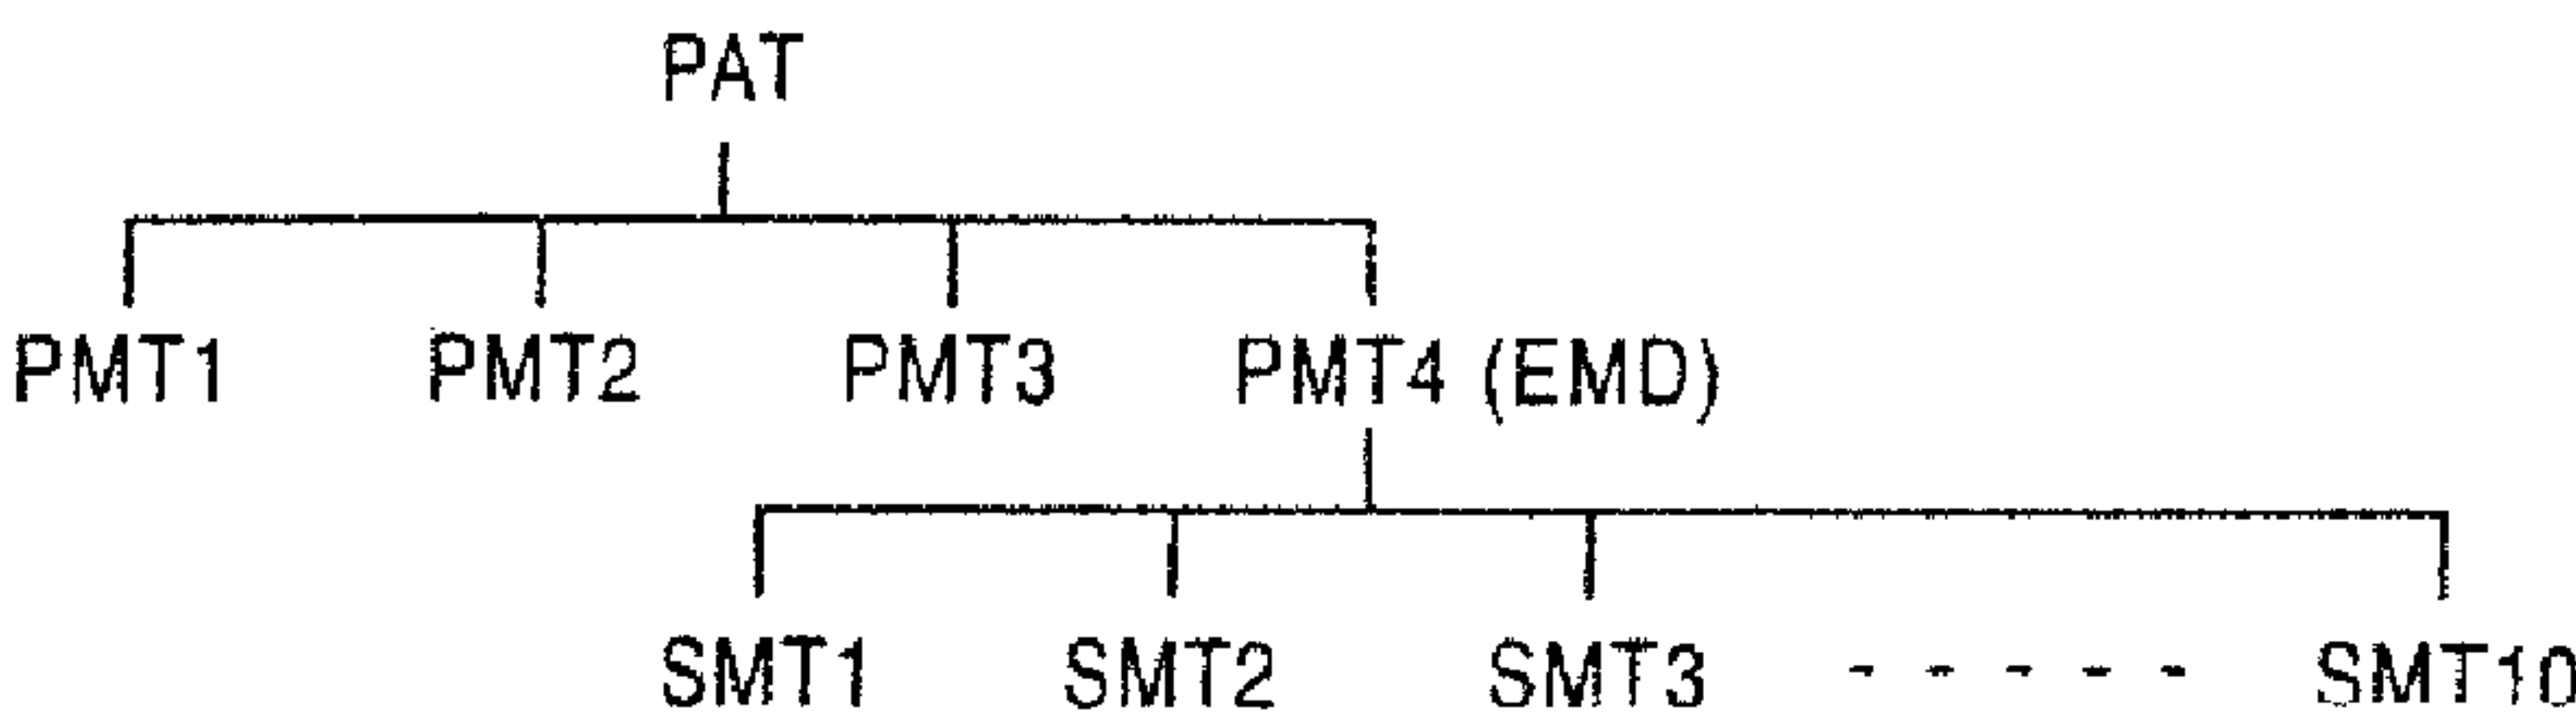 PAT
PMT1 PMT2 PMT3 PMT4 (EMD)
SMT1 SMT2 SMT3 - - - - - SMT10